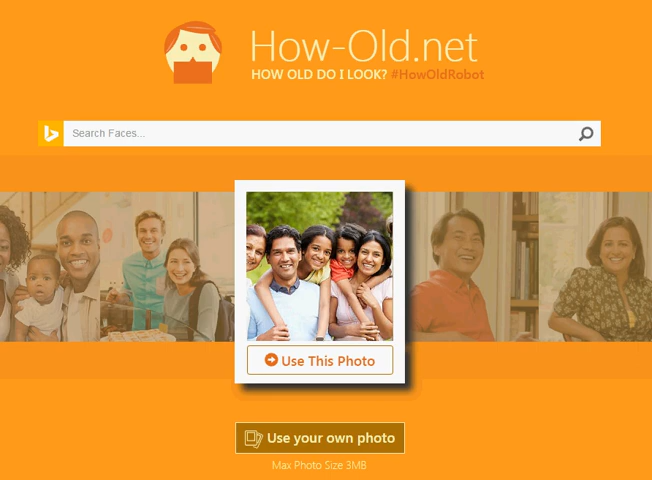 How-Old.net
HOW OLD DO I LOOK? #HowOldRobot
Search Faces...
Use This Photo
Use your own photo
Max Photo Size 3MB